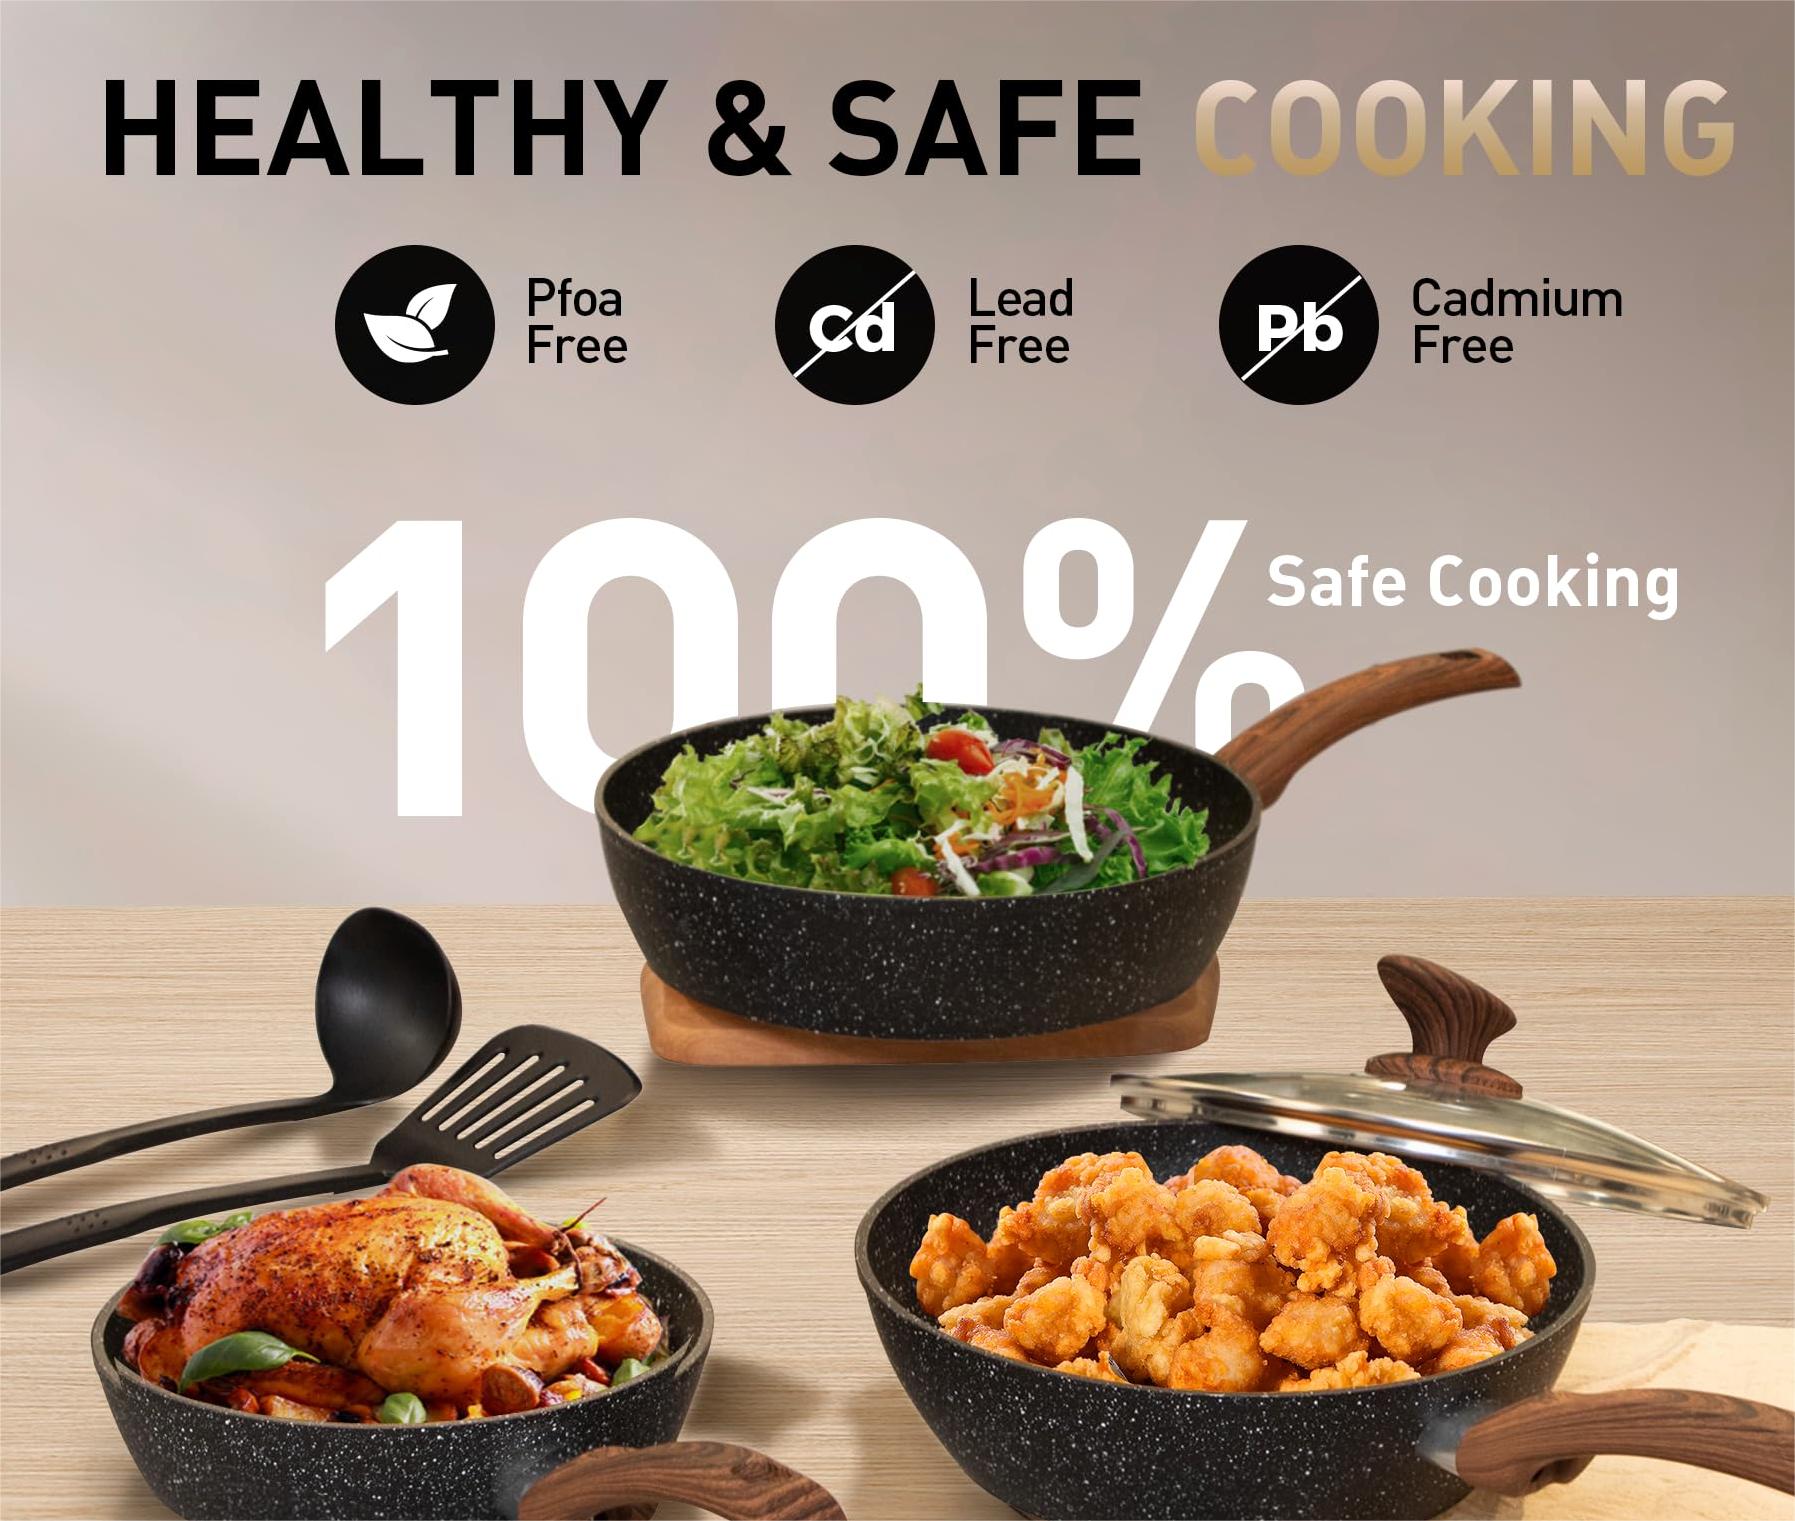 HEALTHY & SAFE COOKING
Pfoa
Free
Cd
Lead
Free
Pb
Cadmium
Free
100%
Safe Cooking